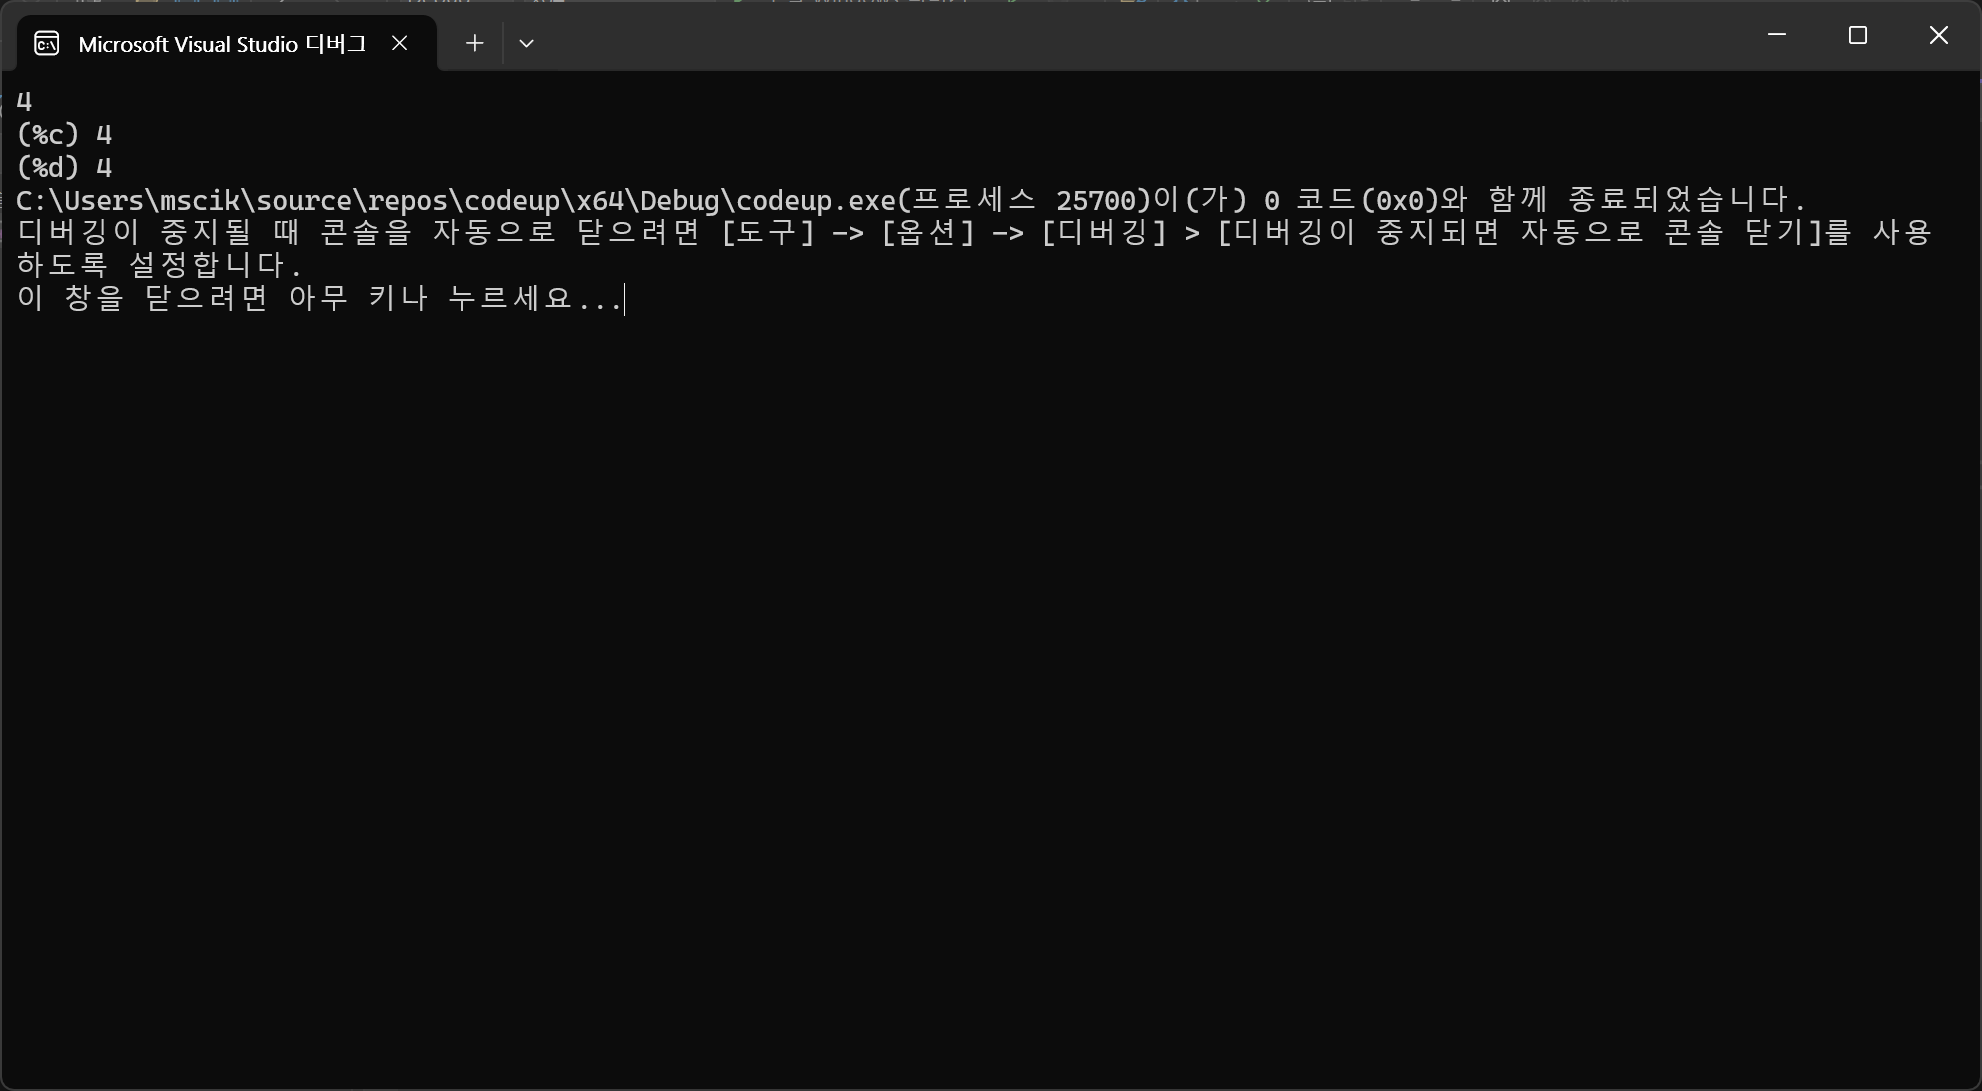 Microsoft Visual Studio 디버그
4
(%c) 4
(%d) 4
C:\Users\mscik\source\repos\codeup\x64\Debug\codeup.exe(프로세스 25700)이(가) 0 코드(0x0)와 함께 종료되었습니다.
디버깅이 중지될 때 콘솔을 자동으로 닫으려면 [도구] -> [옵션] -> [디버깅] > [디버깅이 중지되면 자동으로 콘솔 닫기]를 사용
하도록 설정합니다.
이 창을 닫으려면 아무 키나 누르세요...